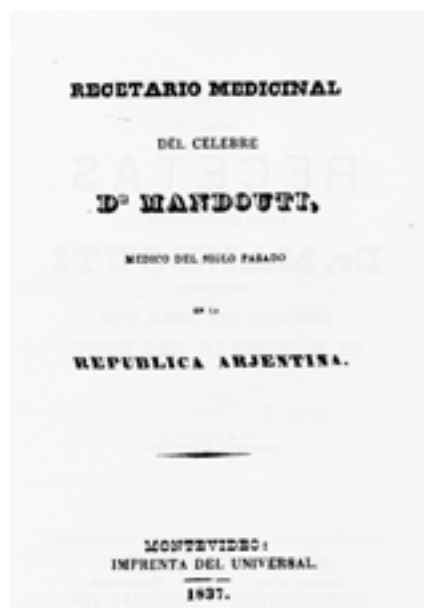 RECETARIO MEDICINAL
DEL CELEBRE
Dʳ MANDOUTI,
MEDICO DEL SIGLO PASADO
EN LA
REPUBLICA ARJENTINA.
MONTEVIDEO:
IMPRENTA DEL UNIVERSAL.
1837.